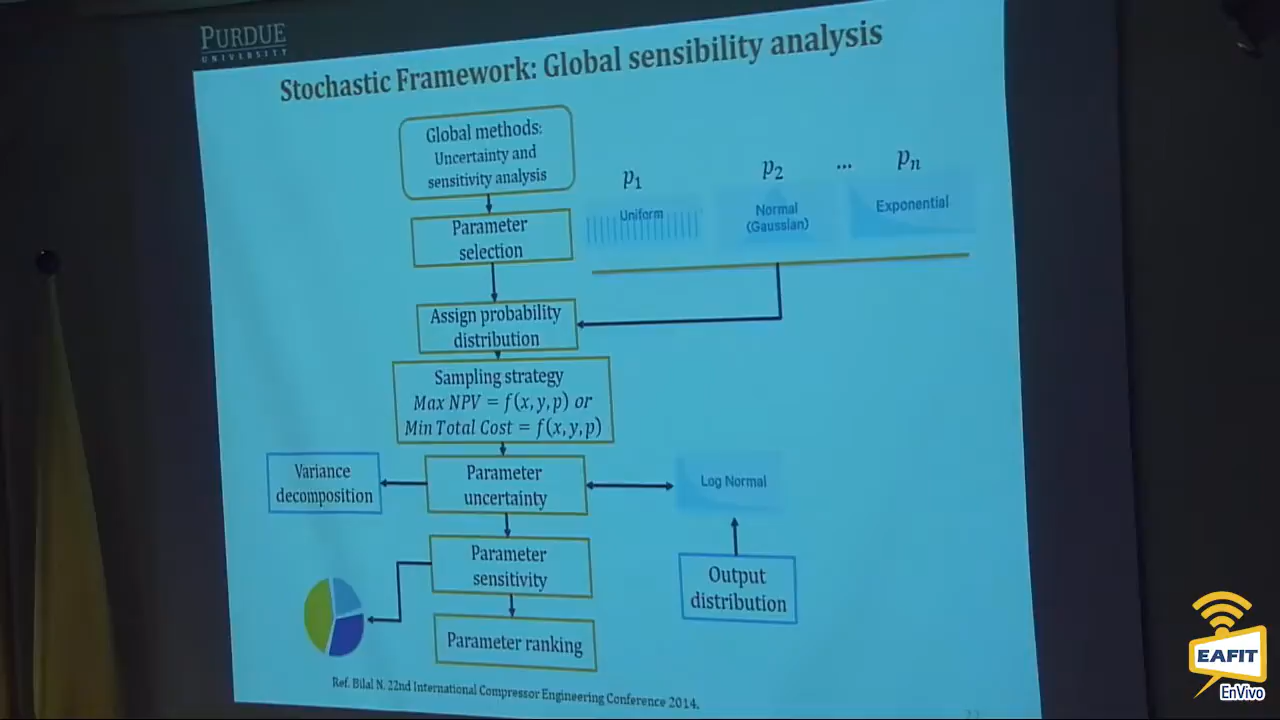 PURDUE
UNIVERSITY
Stochastic Framework: Global sensibility analysis
Global methods:
Uncertainty and
sensitivity analysis
p1
p2
...
pn
Parameter
selection
Uniform
Normal
(Gaussian)
Exponential
Assign probability
distribution
Sampling strategy
Max NPV = f(x,y,p) or
Min Total Cost = f(x,y,p)
Variance
decomposition
Parameter
uncertainty
Log Normal
Parameter
sensitivity
Output
distribution
Parameter ranking
Ref. Bilal N. 22nd International Compressor Engineering Conference 2014.
EAFIT
EnVivo